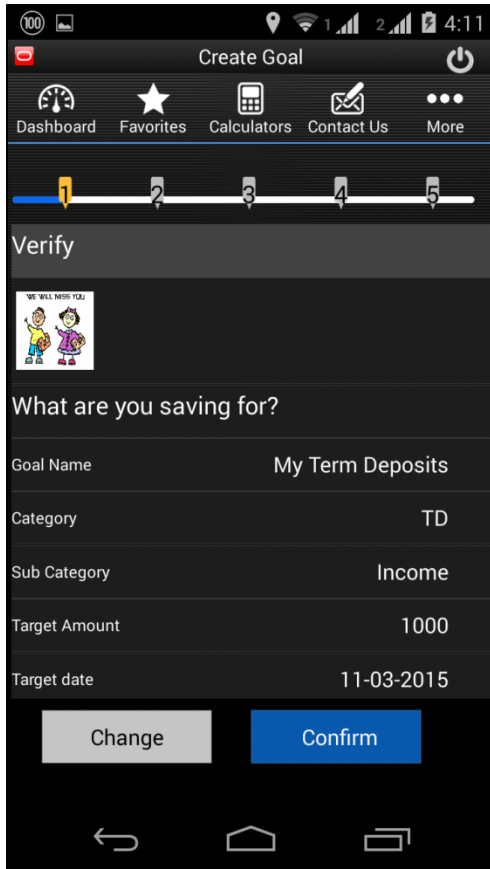 100 1 2 4:11
Create Goal
Dashboard Favorites Calculators Contact Us More
1 2 3 4 5
Verify
WE WILL MISS YOU
What are you saving for?
Goal Name My Term Deposits
Category TD
Sub Category Income
Target Amount 1000
Target date 11-03-2015
Change Confirm